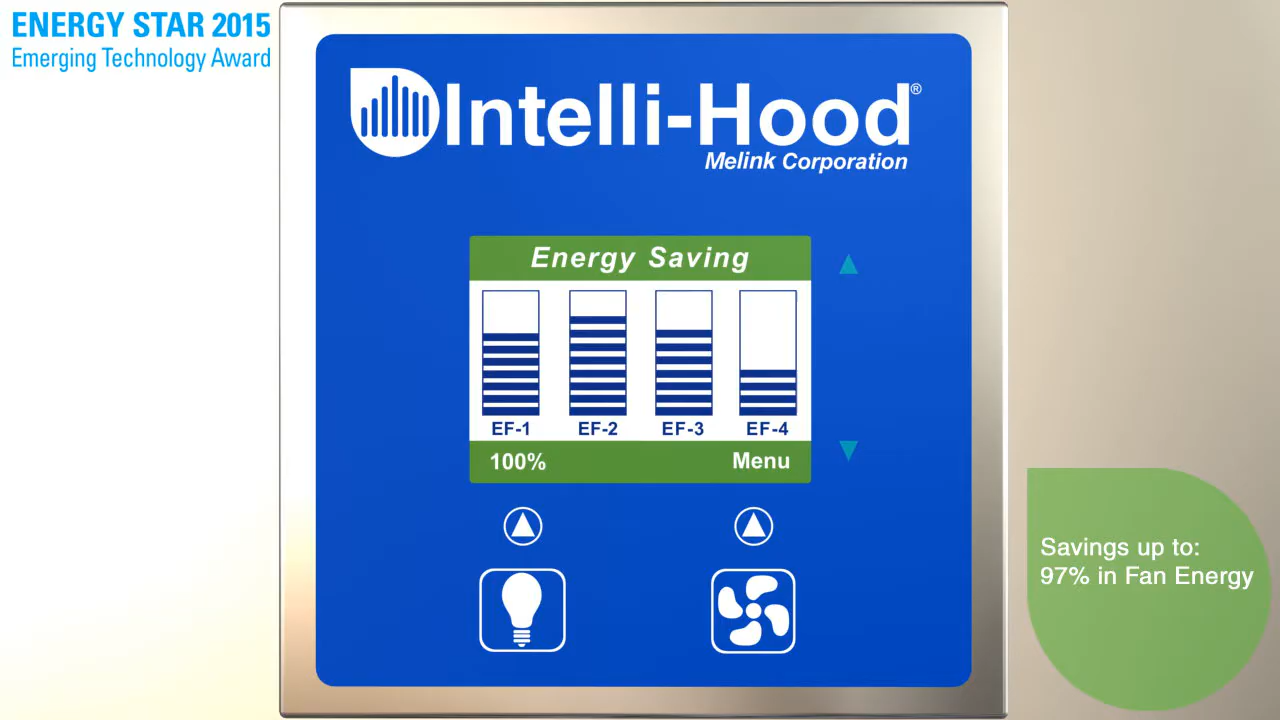 ENERGY STAR 2015
Emerging Technology Award
Intelli-Hood®
Melink Corporation
Energy Saving
EF-1 EF-2 EF-3 EF-4
100% Menu
Savings up to:
97% in Fan Energy